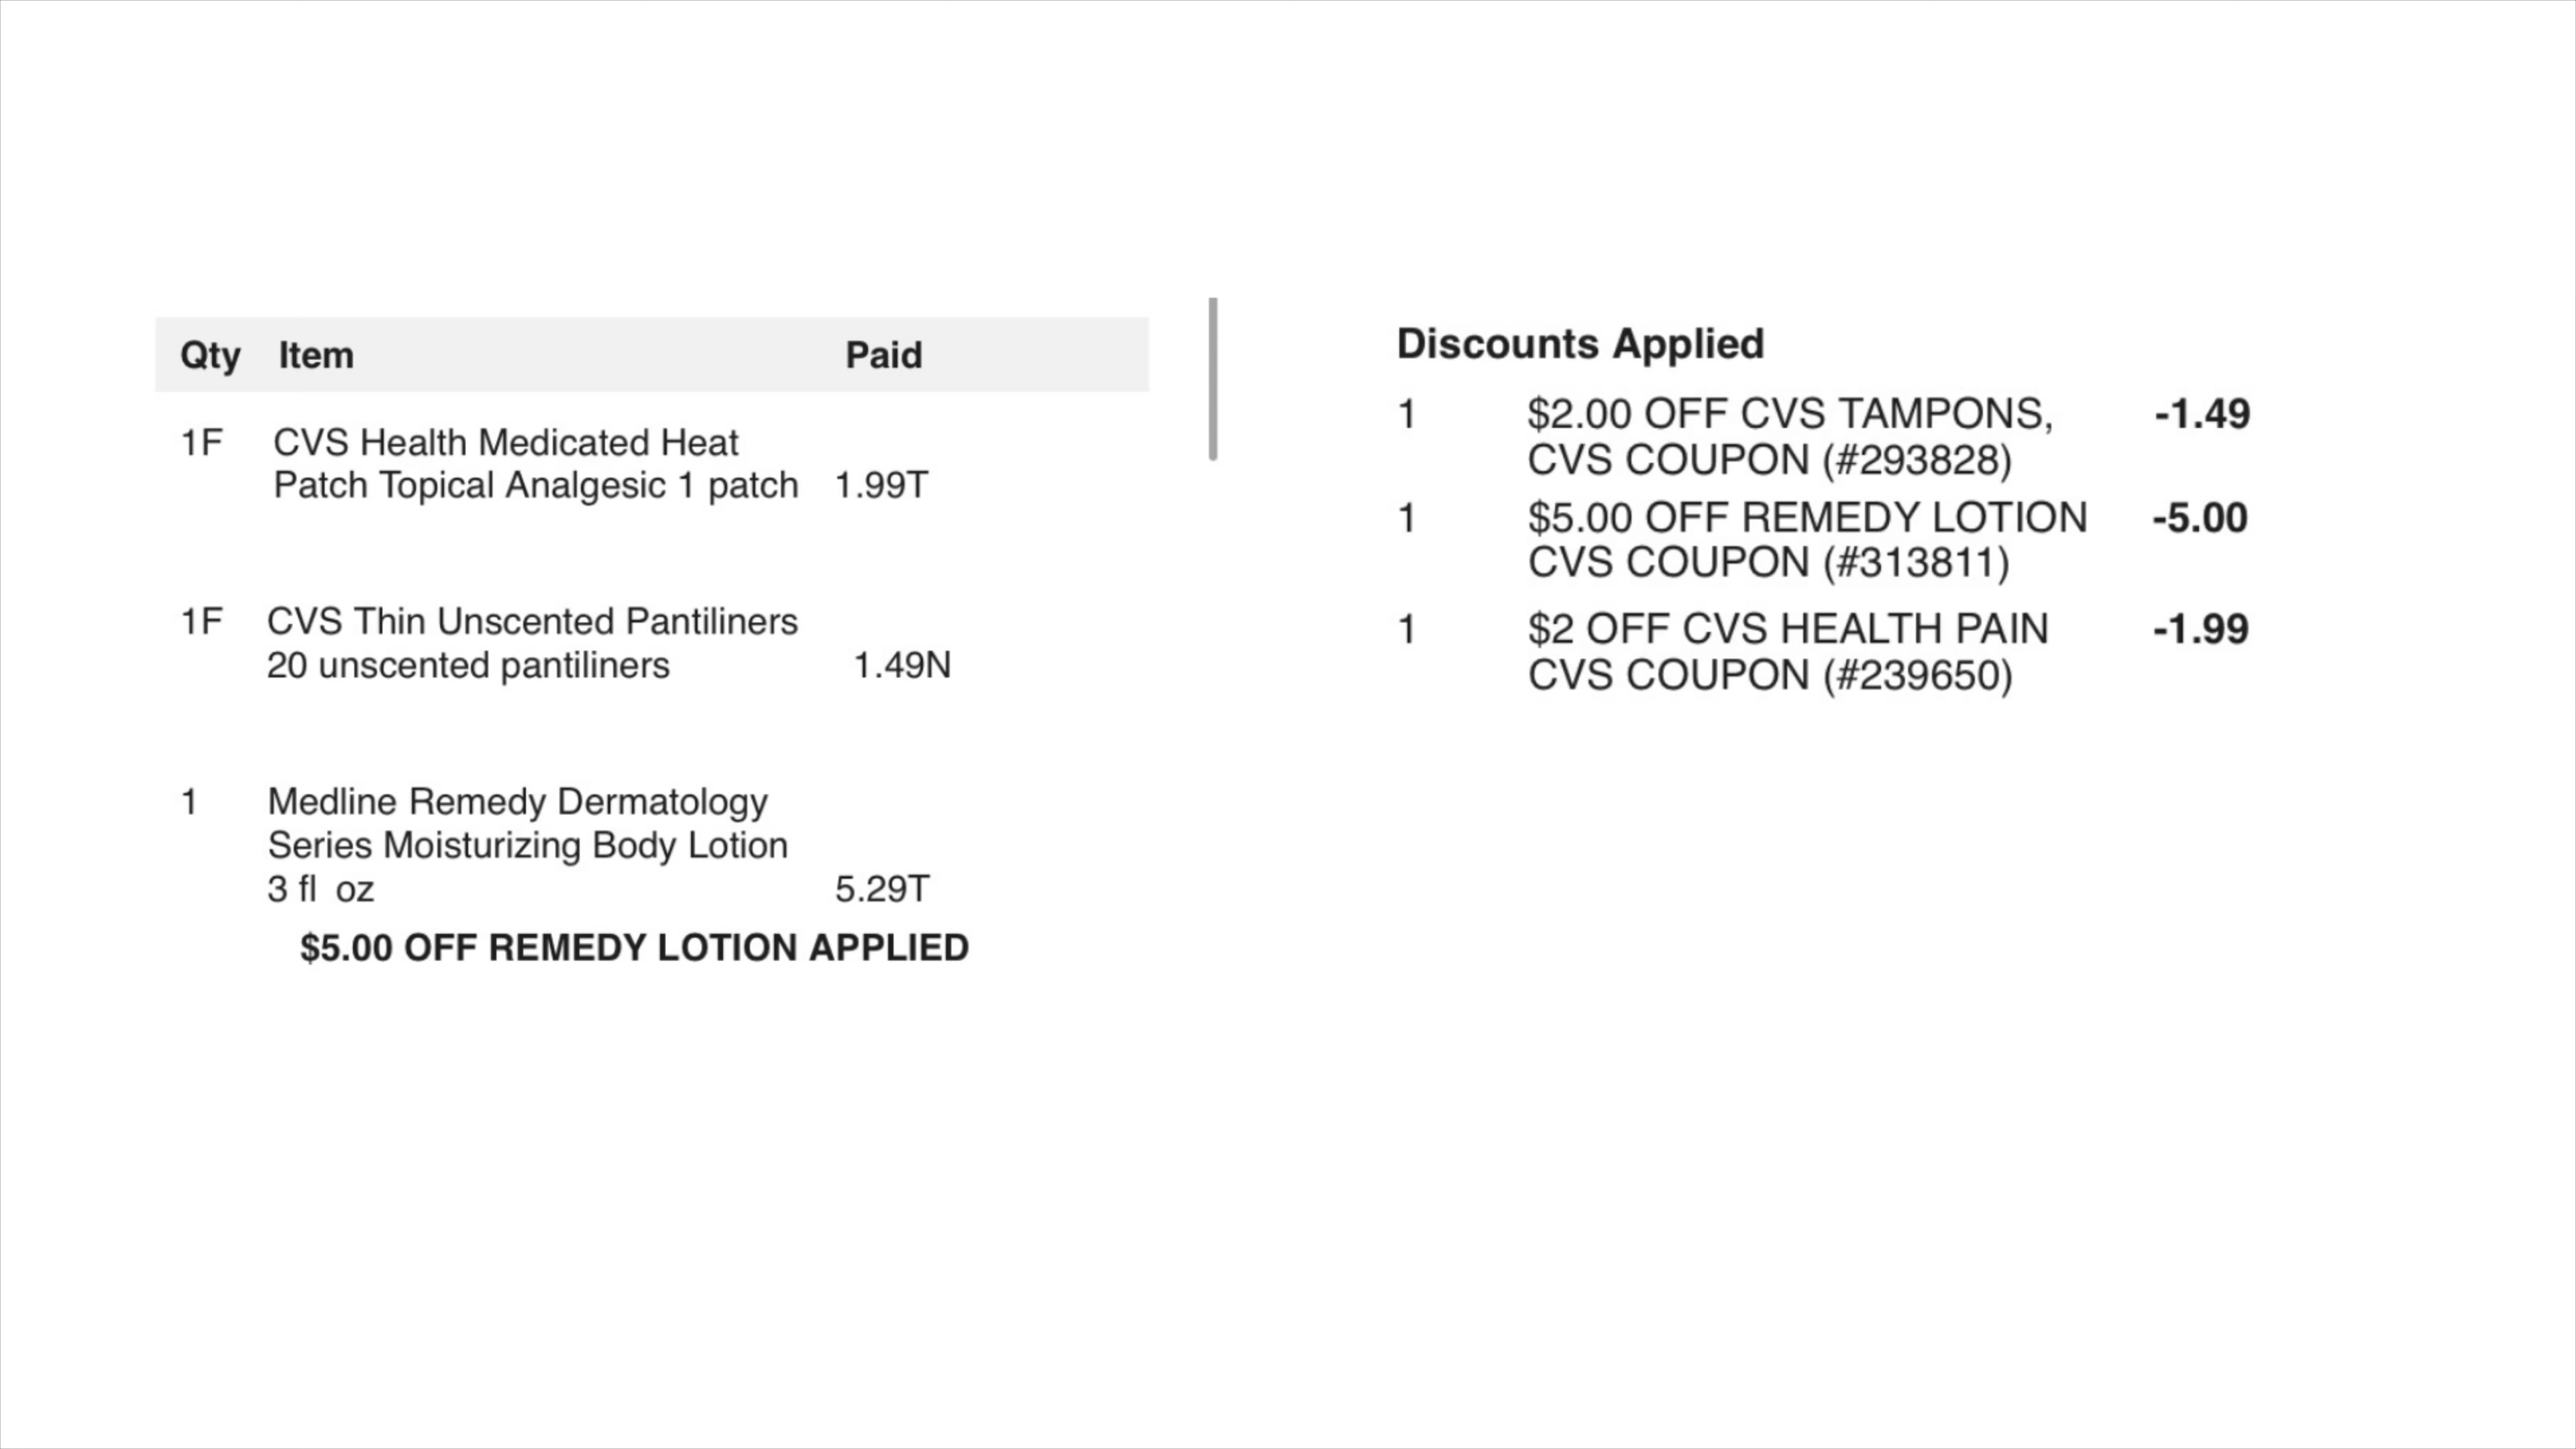 Qty Item Paid
1F CVS Health Medicated Heat
Patch Topical Analgesic 1 patch 1.99T
1F CVS Thin Unscented Pantiliners
20 unscented pantiliners 1.49N
1 Medline Remedy Dermatology
Series Moisturizing Body Lotion
3 fl oz 5.29T
$5.00 OFF REMEDY LOTION APPLIED
Discounts Applied
1 $2.00 OFF CVS TAMPONS, -1.49
CVS COUPON (#293828)
1 $5.00 OFF REMEDY LOTION -5.00
CVS COUPON (#313811)
1 $2 OFF CVS HEALTH PAIN -1.99
CVS COUPON (#239650)